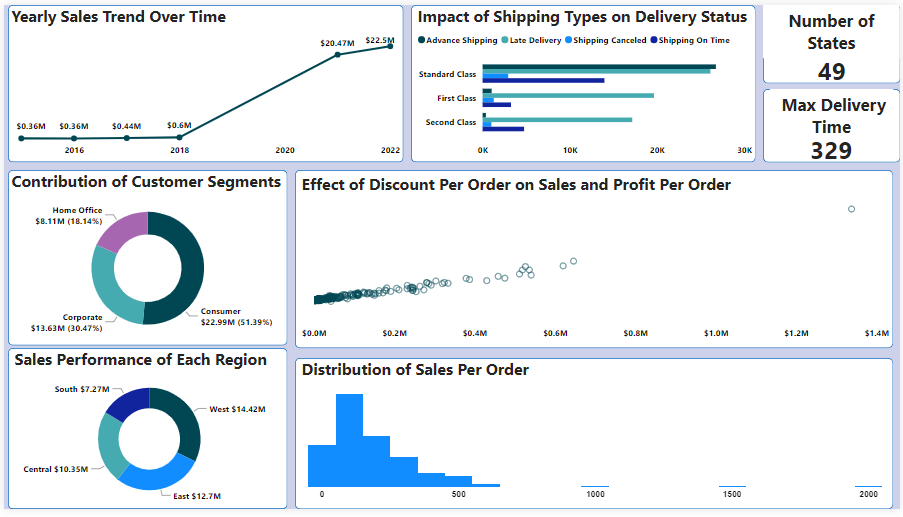 Yearly Sales Trend Over Time
$0.36M $0.36M $0.44M $0.6M $20.47M $22.5M
2016 2018 2020 2022
Impact of Shipping Types on Delivery Status
Advance Shipping Late Delivery Shipping Canceled Shipping On Time
Standard Class
First Class
Second Class
0K 10K 20K 30K
Number of
States
49
Max Delivery
Time
329
Contribution of Customer Segments
Home Office
$8.11M (18.14%)
Corporate
$13.63M (30.47%)
Consumer
$22.99M (51.39%)
Effect of Discount Per Order on Sales and Profit Per Order
$0.0M $0.2M $0.4M $0.6M $0.8M $1.0M $1.2M $1.4M
Sales Performance of Each Region
South $7.27M
West $14.42M
Central $10.35M
East $12.7M
Distribution of Sales Per Order
0 500 1000 1500 2000